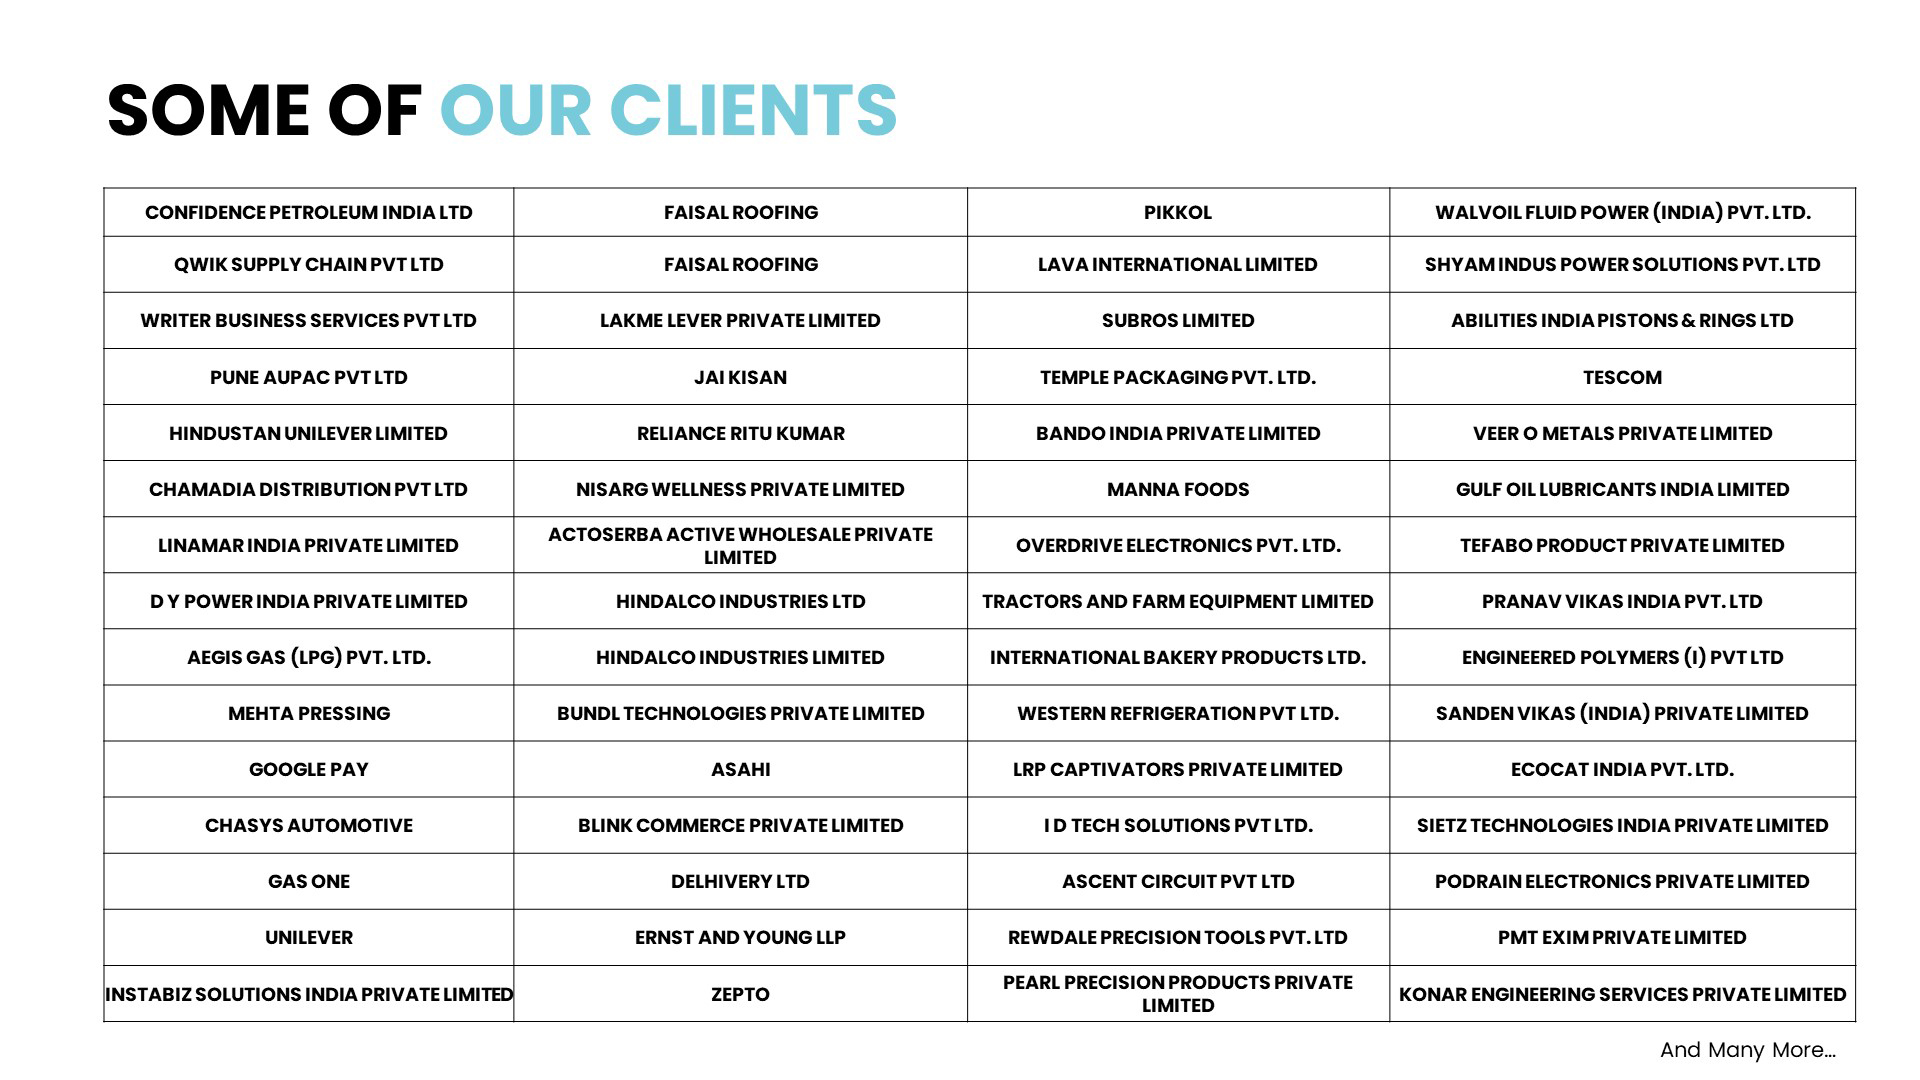 SOME OF OUR CLIENTS
CONFIDENCE PETROLEUM INDIA LTD
FAISAL ROOFING
PIKKOL
WALVOIL FLUID POWER (INDIA) PVT. LTD.
QWIK SUPPLY CHAIN PVT LTD
FAISAL ROOFING
LAVA INTERNATIONAL LIMITED
SHYAM INDUS POWER SOLUTIONS PVT. LTD
WRITER BUSINESS SERVICES PVT LTD
LAKME LEVER PRIVATE LIMITED
SUBROS LIMITED
ABILITIES INDIA PISTONS & RINGS LTD
PUNE AUPAC PVT LTD
JAI KISAN
TEMPLE PACKAGING PVT. LTD.
TESCOM
HINDUSTAN UNILEVER LIMITED
RELIANCE RITU KUMAR
BANDO INDIA PRIVATE LIMITED
VEER O METALS PRIVATE LIMITED
CHAMADIA DISTRIBUTION PVT LTD
NISARG WELLNESS PRIVATE LIMITED
MANNA FOODS
GULF OIL LUBRICANTS INDIA LIMITED
LINAMAR INDIA PRIVATE LIMITED
ACTOSERBA ACTIVE WHOLESALE PRIVATE
LIMITED
OVERDRIVE ELECTRONICS PVT. LTD.
TEFABO PRODUCT PRIVATE LIMITED
D Y POWER INDIA PRIVATE LIMITED
HINDALCO INDUSTRIES LTD
TRACTORS AND FARM EQUIPMENT LIMITED
PRANAV VIKAS INDIA PVT. LTD
AEGIS GAS (LPG) PVT. LTD.
HINDALCO INDUSTRIES LIMITED
INTERNATIONAL BAKERY PRODUCTS LTD.
ENGINEERED POLYMERS (I) PVT LTD
MEHTA PRESSING
BUNDL TECHNOLOGIES PRIVATE LIMITED
WESTERN REFRIGERATION PVT LTD.
SANDEN VIKAS (INDIA) PRIVATE LIMITED
GOOGLE PAY
ASAHI
LRP CAPTIVATORS PRIVATE LIMITED
ECOCAT INDIA PVT. LTD.
CHASYS AUTOMOTIVE
BLINK COMMERCE PRIVATE LIMITED
I D TECH SOLUTIONS PVT LTD.
SIETZ TECHNOLOGIES INDIA PRIVATE LIMITED
GAS ONE
DELHIVERY LTD
ASCENT CIRCUIT PVT LTD
PODRAIN ELECTRONICS PRIVATE LIMITED
UNILEVER
ERNST AND YOUNG LLP
REWDALE PRECISION TOOLS PVT. LTD
PMT EXIM PRIVATE LIMITED
INSTABIZ SOLUTIONS INDIA PRIVATE LIMITED
ZEPTO
PEARL PRECISION PRODUCTS PRIVATE
LIMITED
KONAR ENGINEERING SERVICES PRIVATE LIMITED
And Many More…